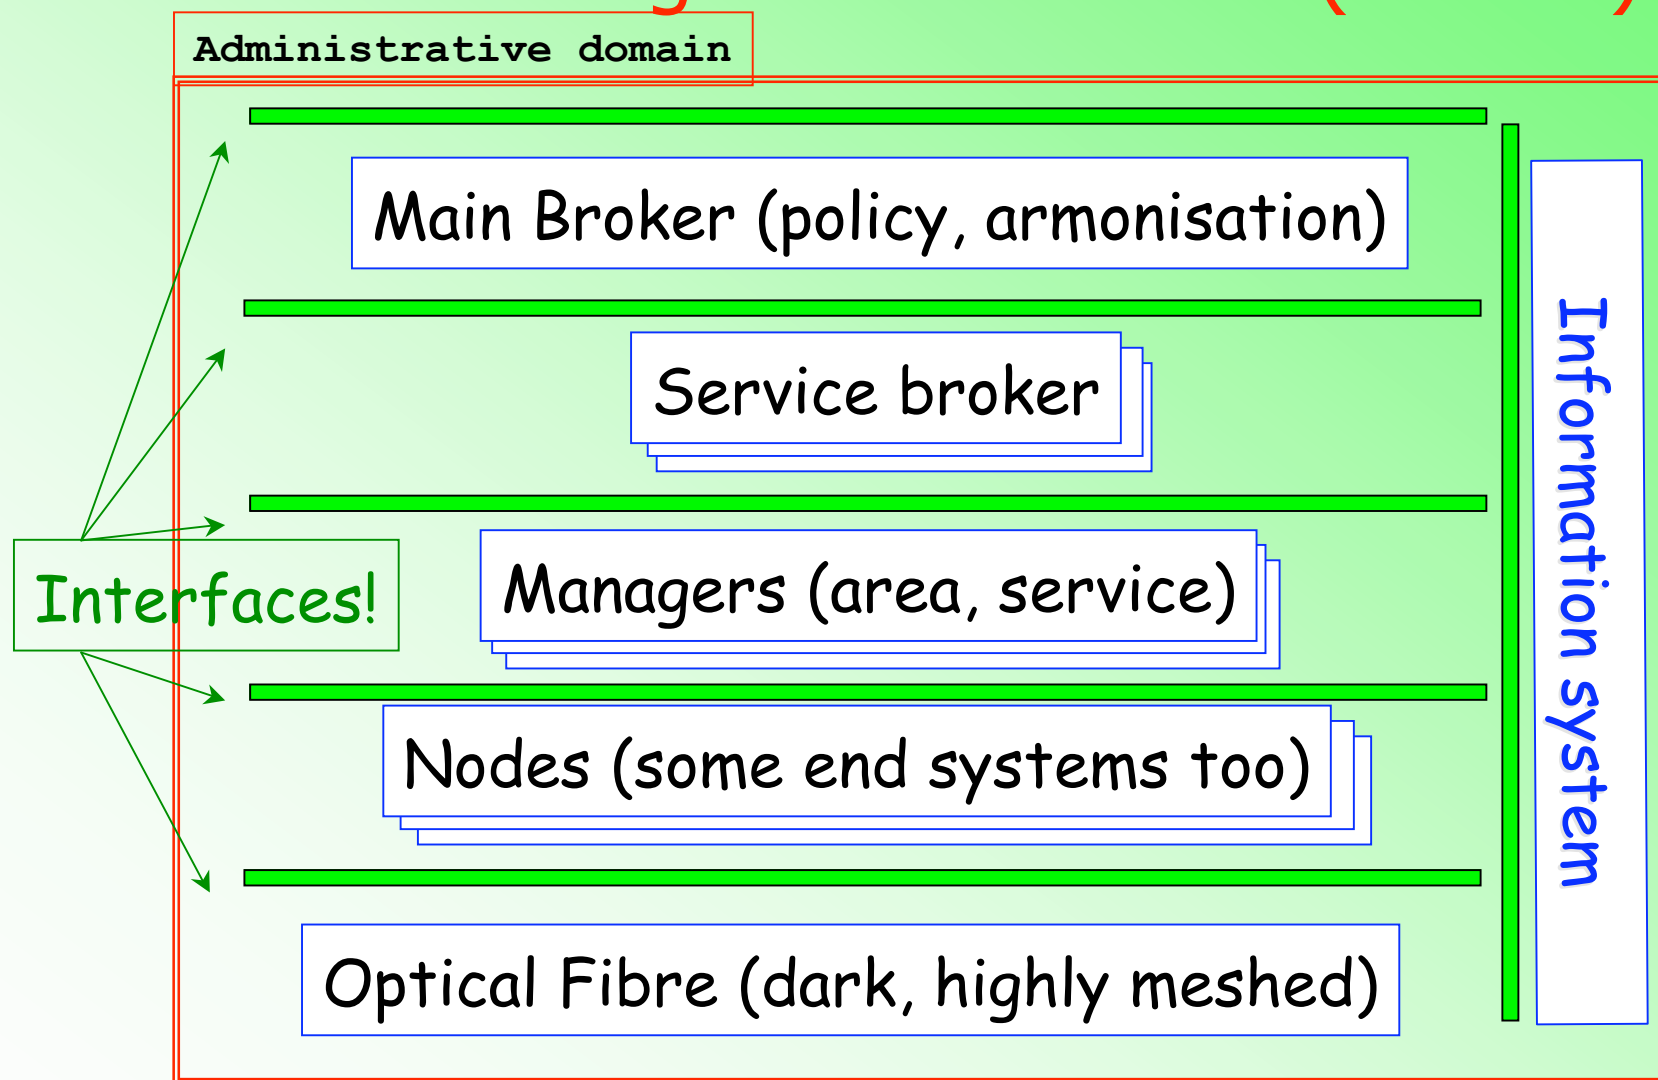 Administrative domain
Main Broker (policy, armonisation)
Service broker
Interfaces!
Managers (area, service)
Nodes (some end systems too)
Optical Fibre (dark, highly meshed)
Information system